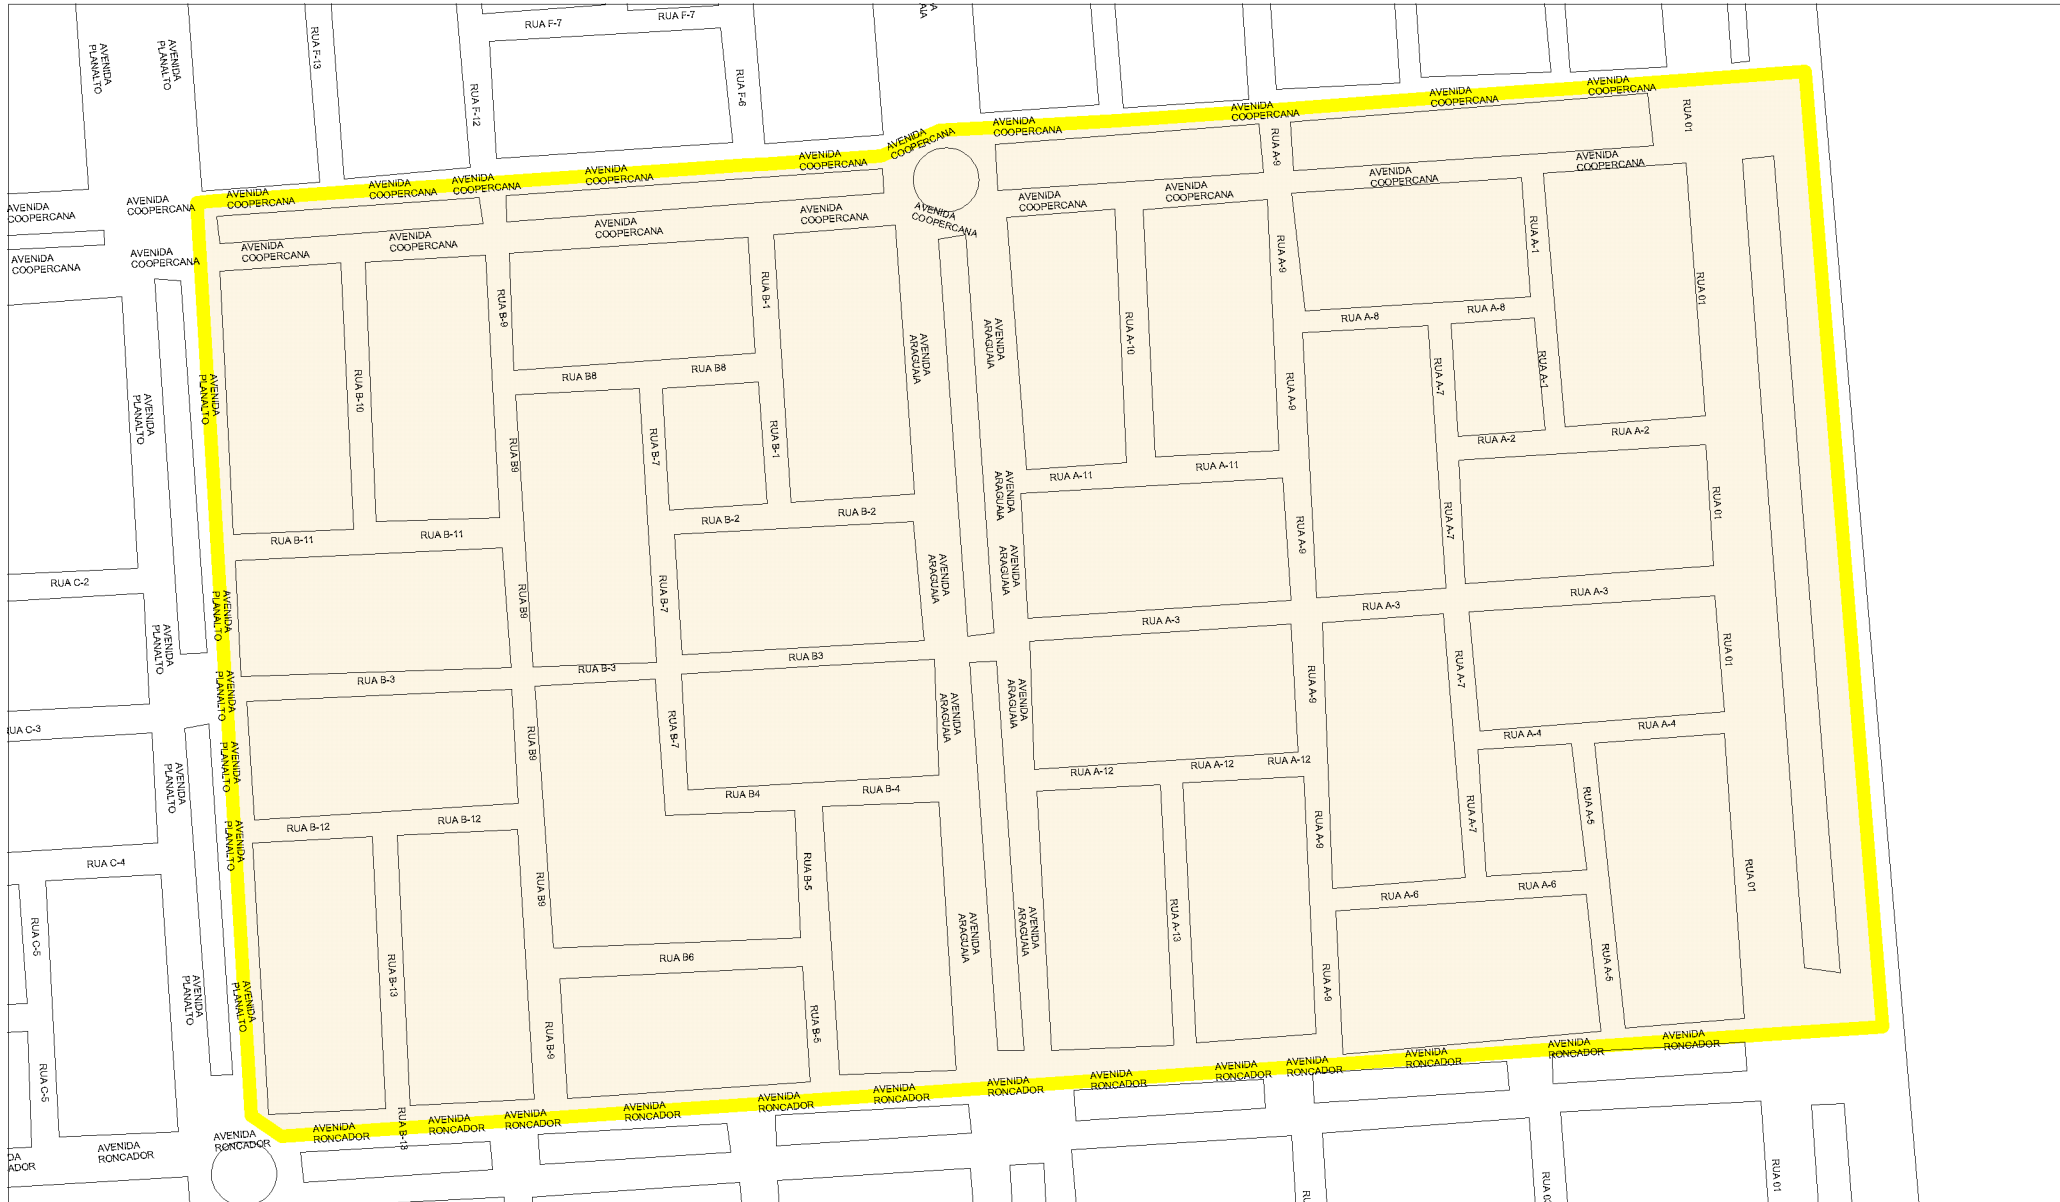 RUA F-7
RUA F-7
RUA F-13
AVENIDA
PLANALTO
AVENIDA
PLANALTO
RUA F-12
RUA F-6
AVENIDA
COOPERCANA
AVENIDA
COOPERCANA
AVENIDA
COOPERCANA
AVENIDA
COOPERCANA
AVENIDA
COOPERCANA
RUA 01
AVENIDA
COOPERCANA
AVENIDA
COOPERCANA
AVENIDA
COOPERCANA
AVENIDA
COOPERCANA
AVENIDA
COOPERCANA
AVENIDA
COOPERCANA
RUA A-9
AVENIDA
COOPERCANA
AVENIDA
COOPERCANA
AVENIDA
COOPERCANA
AVENIDA
COOPERCANA
AVENIDA
COOPERCANA
AVENIDA
COOPERCANA
AVENIDA
COOPERCANA
AVENIDA
COOPERCANA
AVENIDA
COOPERCANA
AVENIDA
COOPERCANA
AVENIDA
COOPERCANA
AVENIDA
COOPERCANA
AVENIDA
COOPERCANA
RUA B-9
RUA B-1
RUA A-9
RUA A-1
RUA 01
RUA A-8
RUA A-8
RUA A-10
AVENIDA
ARAGUAIA
AVENIDA
ARAGUAIA
RUA B8
RUA B8
RUA B-10
AVENIDA
PLANALTO
AVENIDA
PLANALTO
RUA A-9
RUA A-7
RUA A-1
RUA B9
RUA B-7
RUA B-1
RUA A-2
RUA A-2
RUA A-11
RUA A-11
AVENIDA
ARAGUAIA
RUA B-2
RUA B-2
RUA B-11
RUA B-11
RUA A-9
RUA A-7
RUA 01
AVENIDA
ARAGUAIA
AVENIDA
ARAGUAIA
RUA C-2
RUA B9
RUA B-7
AVENIDA
PLANALTO
AVENIDA
PLANALTO
RUA A-3
RUA A-3
RUA A-3
RUA B3
RUA B-3
RUA B-3
RUA A-9
RUA A-7
RUA 01
AVENIDA
PLANALTO
AVENIDA
ARAGUAIA
AVENIDA
ARAGUAIA
RUA B9
RUA B-7
RUA A-4
RUA A-4
AVENIDA
PLANALTO
AVENIDA
PLANALTO
RUA A-12
RUA A-12
RUA A-12
RUA B4
RUA B-4
RUA B-12
RUA B-12
RUA C-4
AVENIDA
PLANALTO
RUA A-9
RUA A-7
RUA A-5
RUA B9
RUA B-5
RUA 01
RUA A-6
RUA A-6
RUA C-5
AVENIDA
ARAGUAIA
AVENIDA
ARAGUAIA
RUA A-13
RUA B6
RUA B-13
RUA A-9
RUA A-5
AVENIDA
PLANALTO
AVENIDA
PLANALTO
RUA B-9
RUA B-5
RUA C-5
AVENIDA
RONCADOR
AVENIDA
RONCADOR
AVENIDA
RONCADOR
AVENIDA
RONCADOR
AVENIDA
RONCADOR
AVENIDA
RONCADOR
AVENIDA
RONCADOR
AVENIDA
RONCADOR
AVENIDA
RONCADOR
AVENIDA
RONCADOR
AVENIDA
RONCADOR
AVENIDA
RONCADOR
AVENIDA
RONCADOR
AVENIDA
RONCADOR
AVENIDA
RONCADOR
RUA B-13
RUA 01